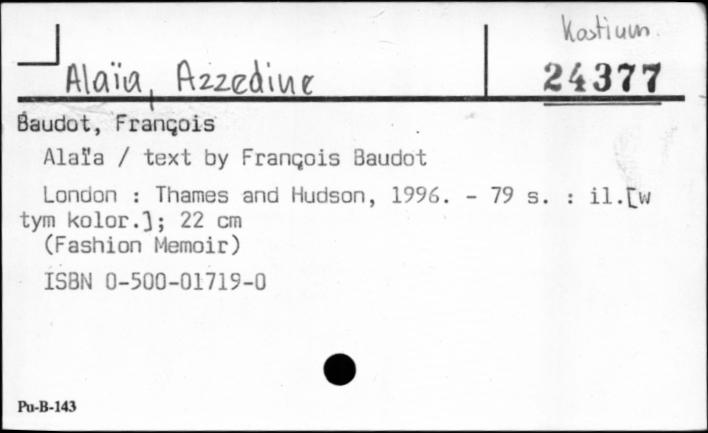 Kostium.
Alaïa, Azzedine
24377
Baudot, François
Alaïa / text by François Baudot
London : Thames and Hudson, 1996. - 79 s. : il.[w
tym kolor.]; 22 cm
(Fashion Memoir)
ISBN 0-500-01719-0
Pu-B-143